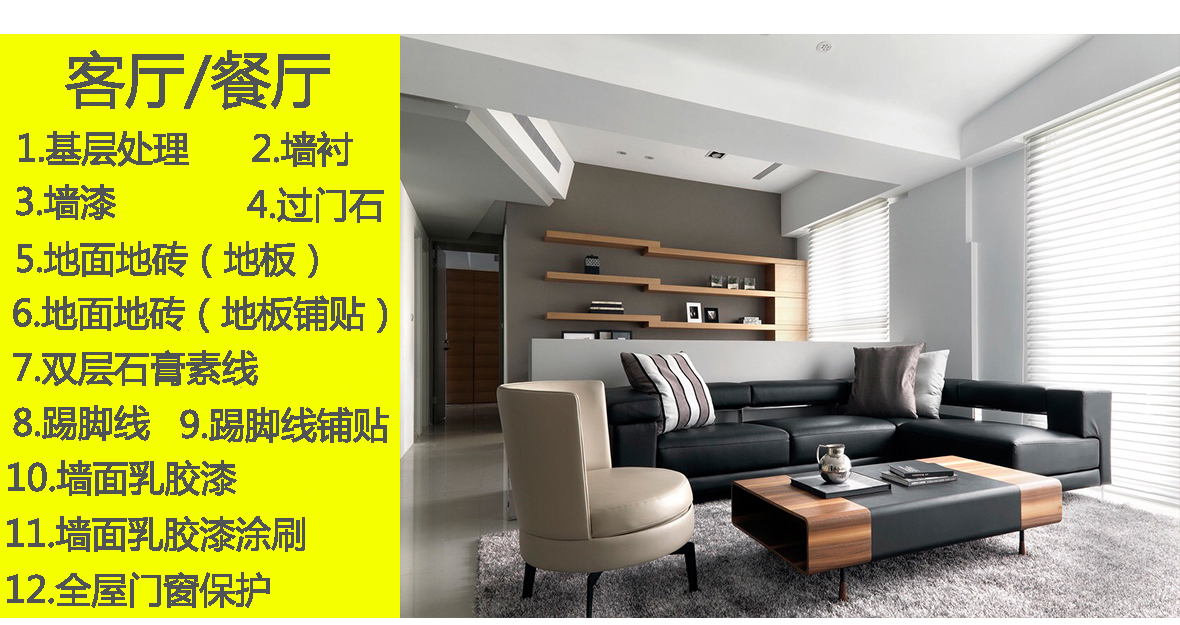 客厅/餐厅
1.基层处理 2.墙衬
3.墙漆 4.过门石
5.地面地砖（地板）
6.地面地砖（地板铺贴）
7.双层石膏素线
8.踢脚线 9.踢脚线铺贴
10.墙面乳胶漆
11.墙面乳胶漆涂刷
12.全屋门窗保护